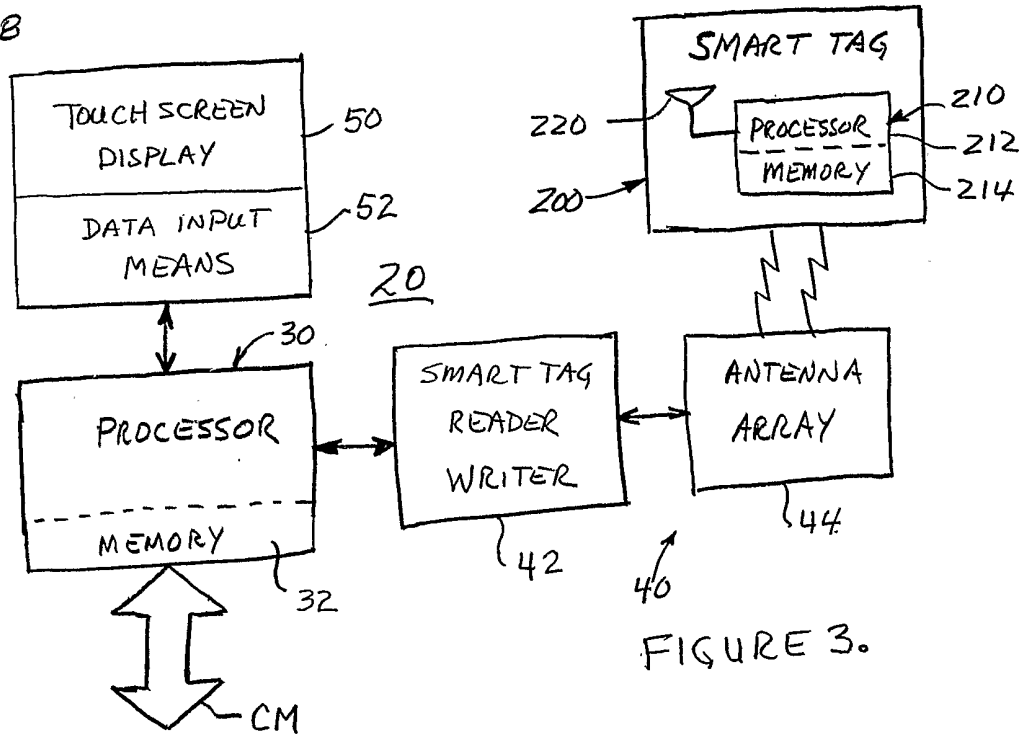 B
TOUCH SCREEN
DISPLAY
50
DATA INPUT
MEANS
52
20
SMART TAG
220
PROCESSOR
MEMORY
210
212
214
200
30
PROCESSOR
MEMORY
32
SMART TAG
READER
WRITER
42
ANTENNA
ARRAY
44
40
CM
FIGURE 3.